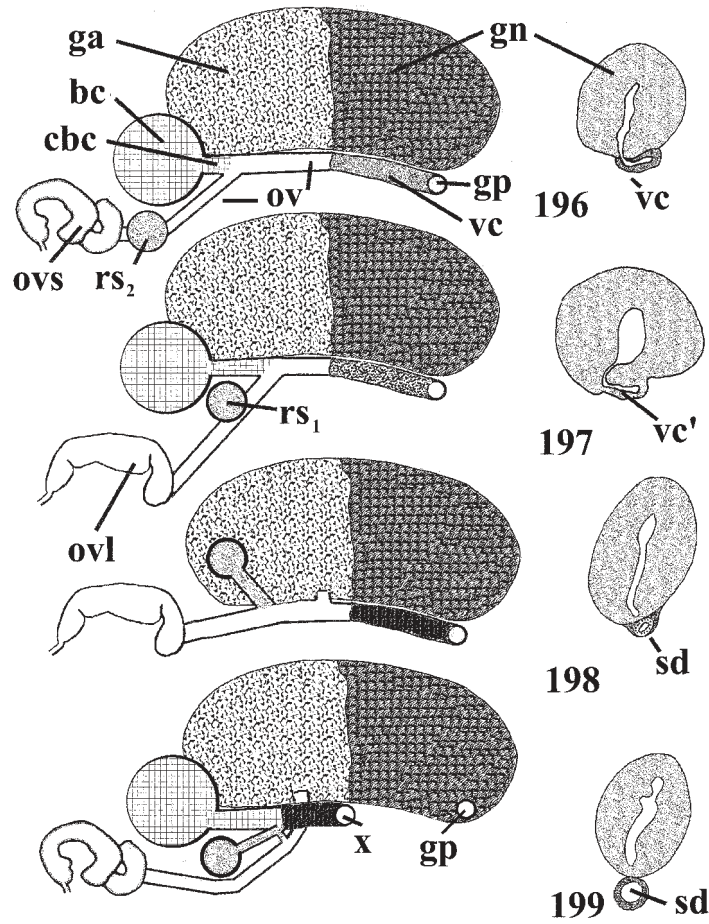 ga
gn
bc
cbc
ov
gp
vc
196
vc
ovs
rs2
rs1
197
vc'
ovl
198
sd
x
gp
199
sd